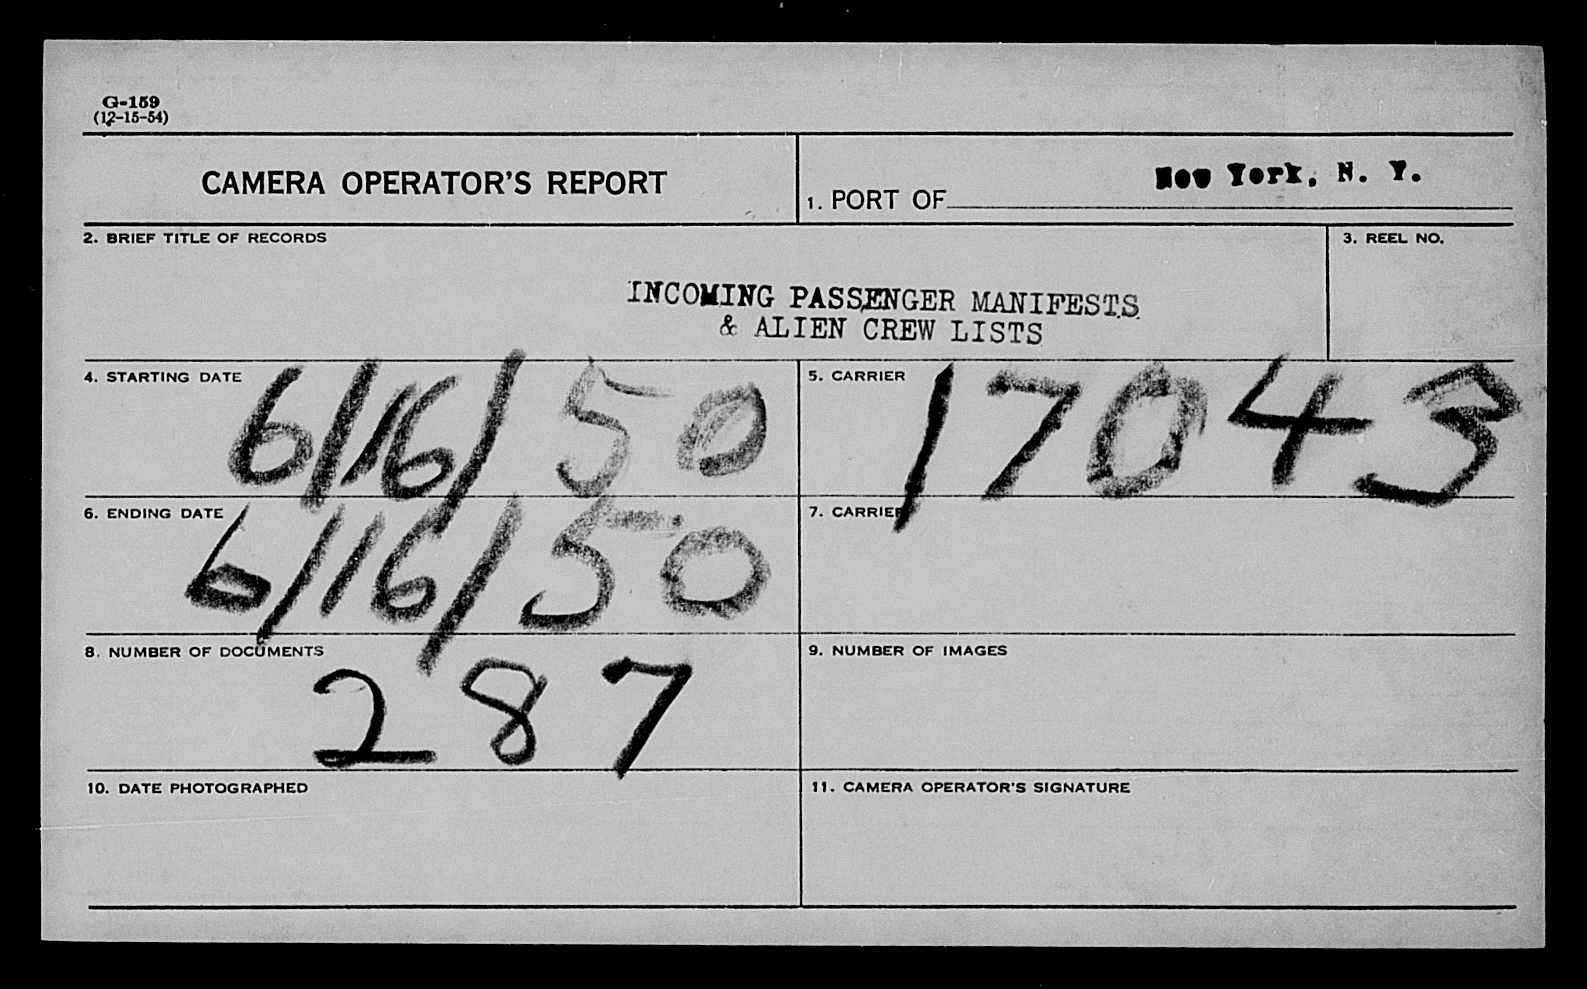 G-159
(12-15-54)
CAMERA OPERATOR'S REPORT
1. PORT OF New York, N. Y.
2. BRIEF TITLE OF RECORDS
3. REEL NO.
INCOMING PASSENGER MANIFESTS
& ALIEN CREW LISTS
4. STARTING DATE 6/16/50
5. CARRIER 17043
6. ENDING DATE 6/16/50
7. CARRIER
8. NUMBER OF DOCUMENTS 287
9. NUMBER OF IMAGES
10. DATE PHOTOGRAPHED
11. CAMERA OPERATOR'S SIGNATURE